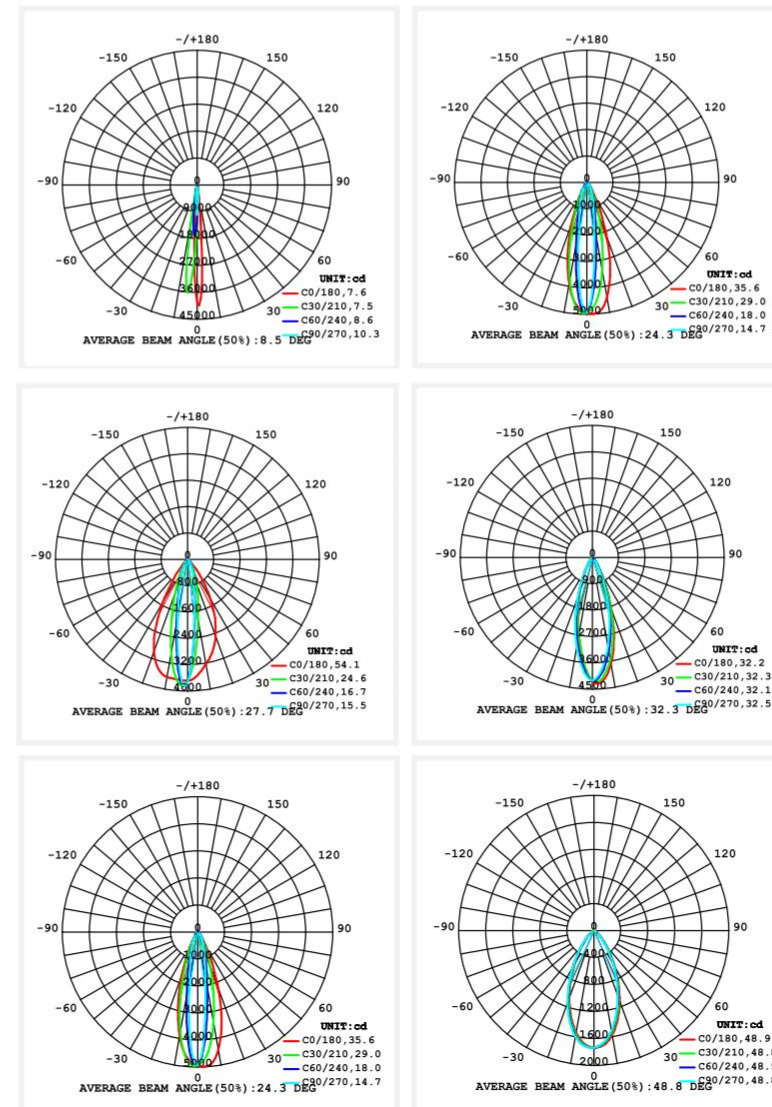 -/+180
-150 150
-120 120
-90 0 90
9000
18000
27000
-60 60
36000
45000
-30 30
0
UNIT:cd
C0/180,7.6
C30/210,7.5
C60/240,8.6
C90/270,10.3
AVERAGE BEAM ANGLE(50%):8.5 DEG
-/+180
-150 150
-120 120
-90 0 90
1000
2000
3000
-60 60
4000
5000
-30 30
0
UNIT:cd
C0/180,35.6
C30/210,29.0
C60/240,18.0
C90/270,14.7
AVERAGE BEAM ANGLE(50%):24.3 DEG
-/+180
-150 150
-120 120
-90 0 90
800
1600
2400
-60 60
3200
4000
-30 30
0
UNIT:cd
C0/180,54.1
C30/210,24.6
C60/240,16.7
C90/270,15.5
AVERAGE BEAM ANGLE(50%):27.7 DEG
-/+180
-150 150
-120 120
-90 0 90
900
1800
2700
-60 60
3600
4500
-30 30
0
UNIT:cd
C0/180,32.2
C30/210,32.3
C60/240,32.1
C90/270,32.5
AVERAGE BEAM ANGLE(50%):32.3 DEG
-/+180
-150 150
-120 120
-90 0 90
1000
2000
3000
-60 60
4000
5000
-30 30
0
UNIT:cd
C0/180,35.6
C30/210,29.0
C60/240,18.0
C90/270,14.7
AVERAGE BEAM ANGLE(50%):24.3 DEG
-/+180
-150 150
-120 120
-90 0 90
400
800
1200
-60 60
1600
2000
-30 30
0
UNIT:cd
C0/180,48.9
AVERAGE BEAM ANGLE(50%):48.8 DEG